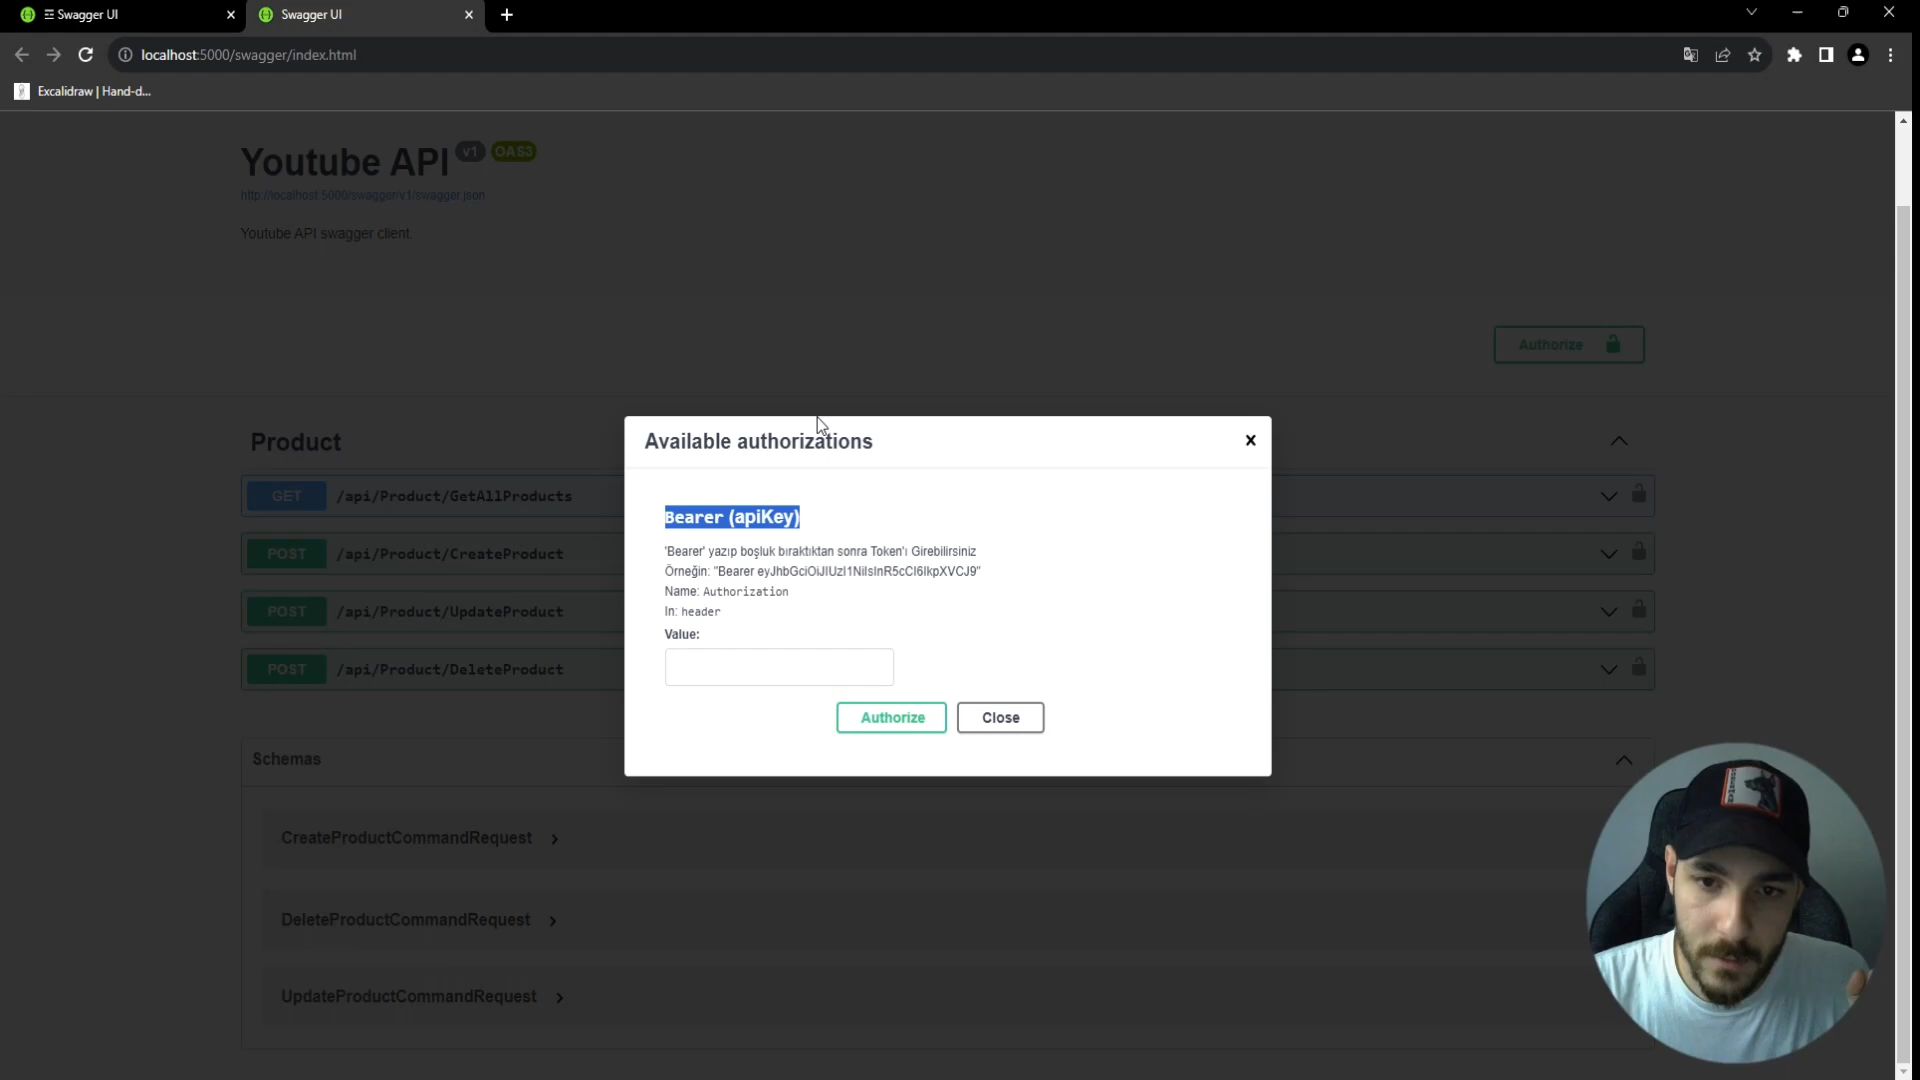 Swagger UI
Swagger UI
localhost:5000/swagger/index.html
Excalidraw | Hand-d...
Youtube API v1 OAS3
http://localhost:5000/swagger/v1/swagger.json
Youtube API swagger client
Authorize
Available authorizations
Bearer (apiKey)
'Bearer' yazıp boşluk bıraktıktan sonra Token'ı Girebilirsiniz
Örneğin: "Bearer eyJhbGciOiJIUzI1NiIsInR5cCI6IkpXVCJ9"
Name: Authorization
In: header
Value:
Authorize Close
Product
GET /api/Product/GetAllProducts
POST /api/Product/CreateProduct
POST /api/Product/UpdateProduct
POST /api/Product/DeleteProduct
Schemas
CreateProductCommandRequest
DeleteProductCommandRequest
UpdateProductCommandRequest